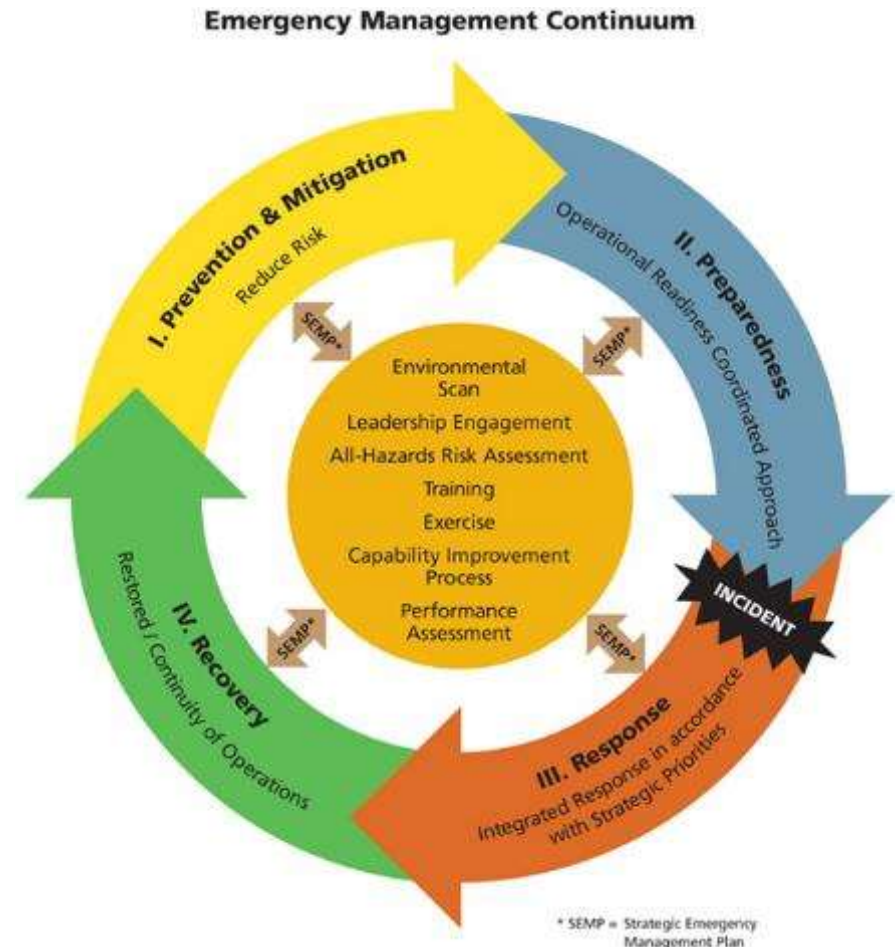 Emergency Management Continuum
I. Prevention & Mitigation
Reduce Risk
II. Preparedness
Operational Readiness Coordinated Approach
INCIDENT
III. Response
Integrated Response in accordance
with Strategic Priorities
IV. Recovery
Restored / Continuity of Operations
SEMP*
SEMP*
SEMP*
SEMP*
Environmental
Scan
Leadership Engagement
All-Hazards Risk Assessment
Training
Exercise
Capability Improvement
Process
Performance
Assessment
* SEMP = Strategic Emergency
Management Plan